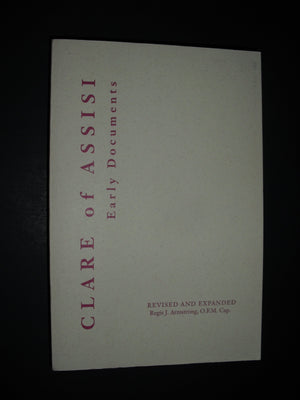 CLARE of ASSISI
Early Documents
REVISED AND EXPANDED
Regis J. Armstrong, O.F.M. Cap.